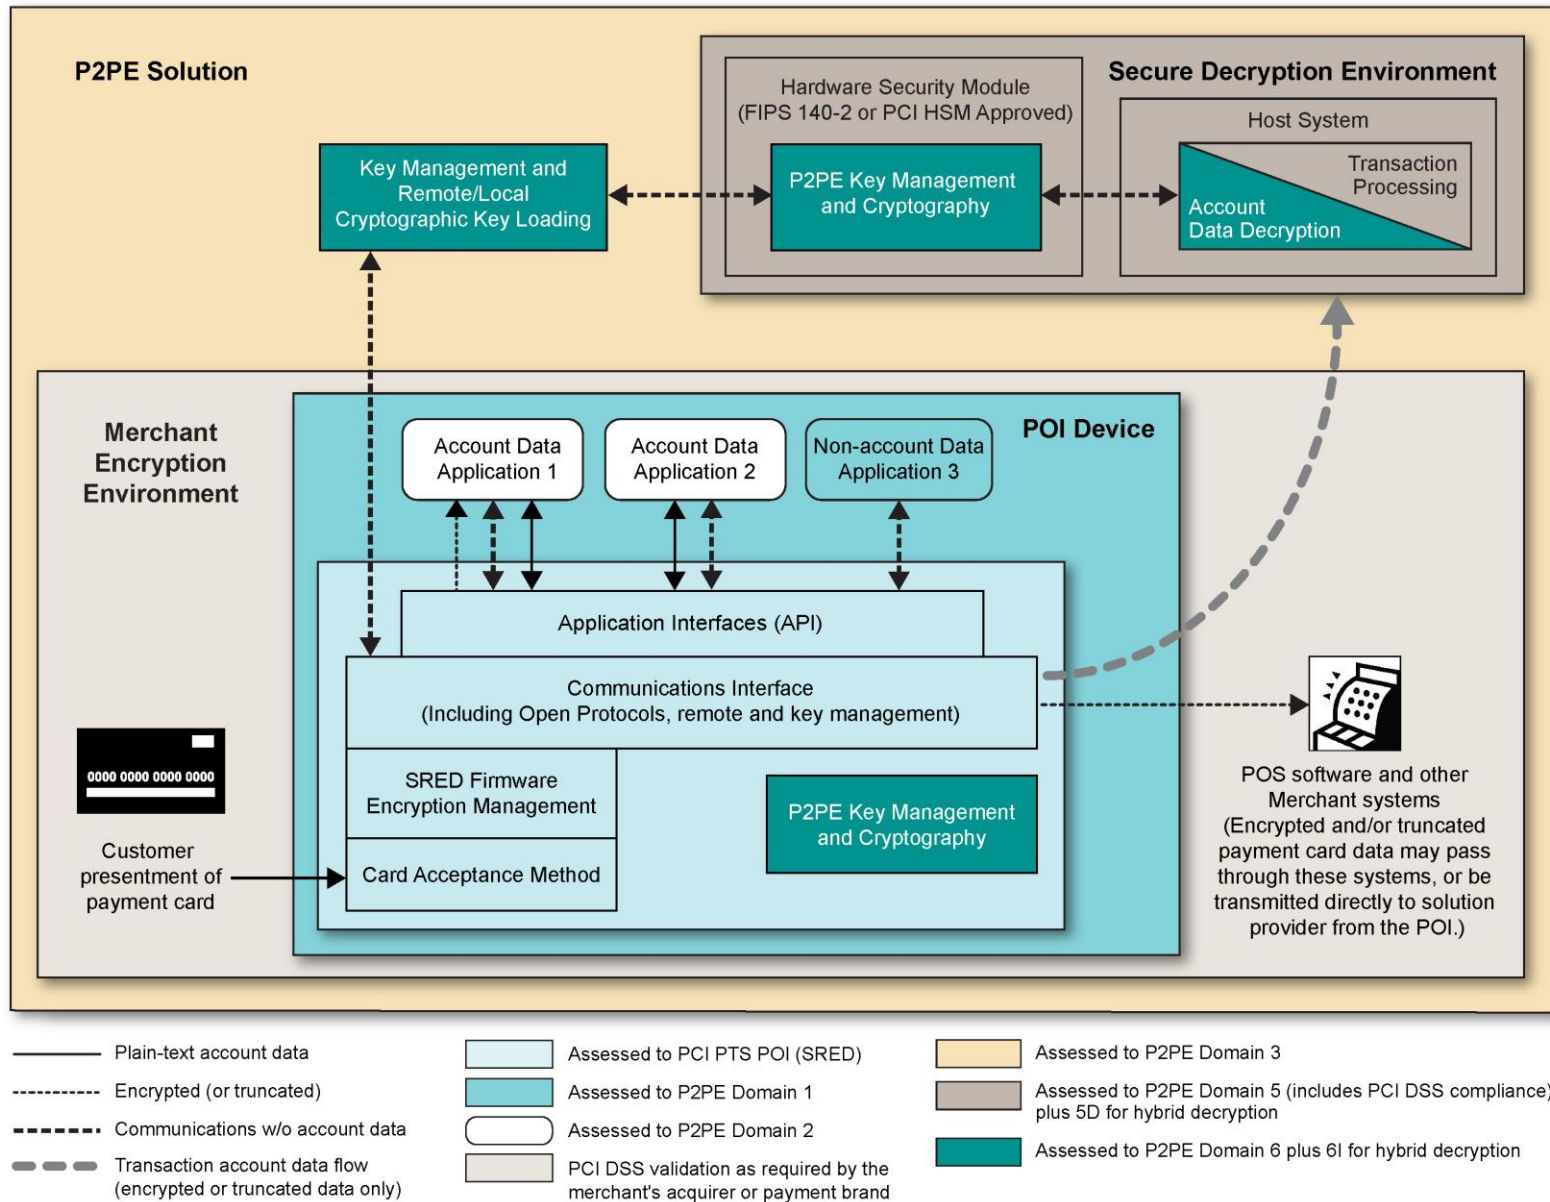 P2PE Solution
Secure Decryption Environment
Hardware Security Module
(FIPS 140-2 or PCI HSM Approved)
Host System
Key Management and
Remote/Local
Cryptographic Key Loading
P2PE Key Management
and Cryptography
Transaction
Processing
Account
Data Decryption
Merchant
Encryption
Environment
POI Device
Account Data
Application 1
Account Data
Application 2
Non-account Data
Application 3
Application Interfaces (API)
Communications Interface
(Including Open Protocols, remote and key management)
SRED Firmware
Encryption Management
Card Acceptance Method
P2PE Key Management
and Cryptography
0000 0000 0000 0000
Customer
presentment of
payment card
POS software and other
Merchant systems
(Encrypted and/or truncated
payment card data may pass
through these systems, or be
transmitted directly to solution
provider from the POI.)
Plain-text account data
Encrypted (or truncated)
Communications w/o account data
Transaction account data flow
(encrypted or truncated data only)
Assessed to PCI PTS POI (SRED)
Assessed to P2PE Domain 1
Assessed to P2PE Domain 2
PCI DSS validation as required by the
merchant's acquirer or payment brand
Assessed to P2PE Domain 3
Assessed to P2PE Domain 5 (includes PCI DSS compliance)
plus 5D for hybrid decryption
Assessed to P2PE Domain 6 plus 6I for hybrid decryption